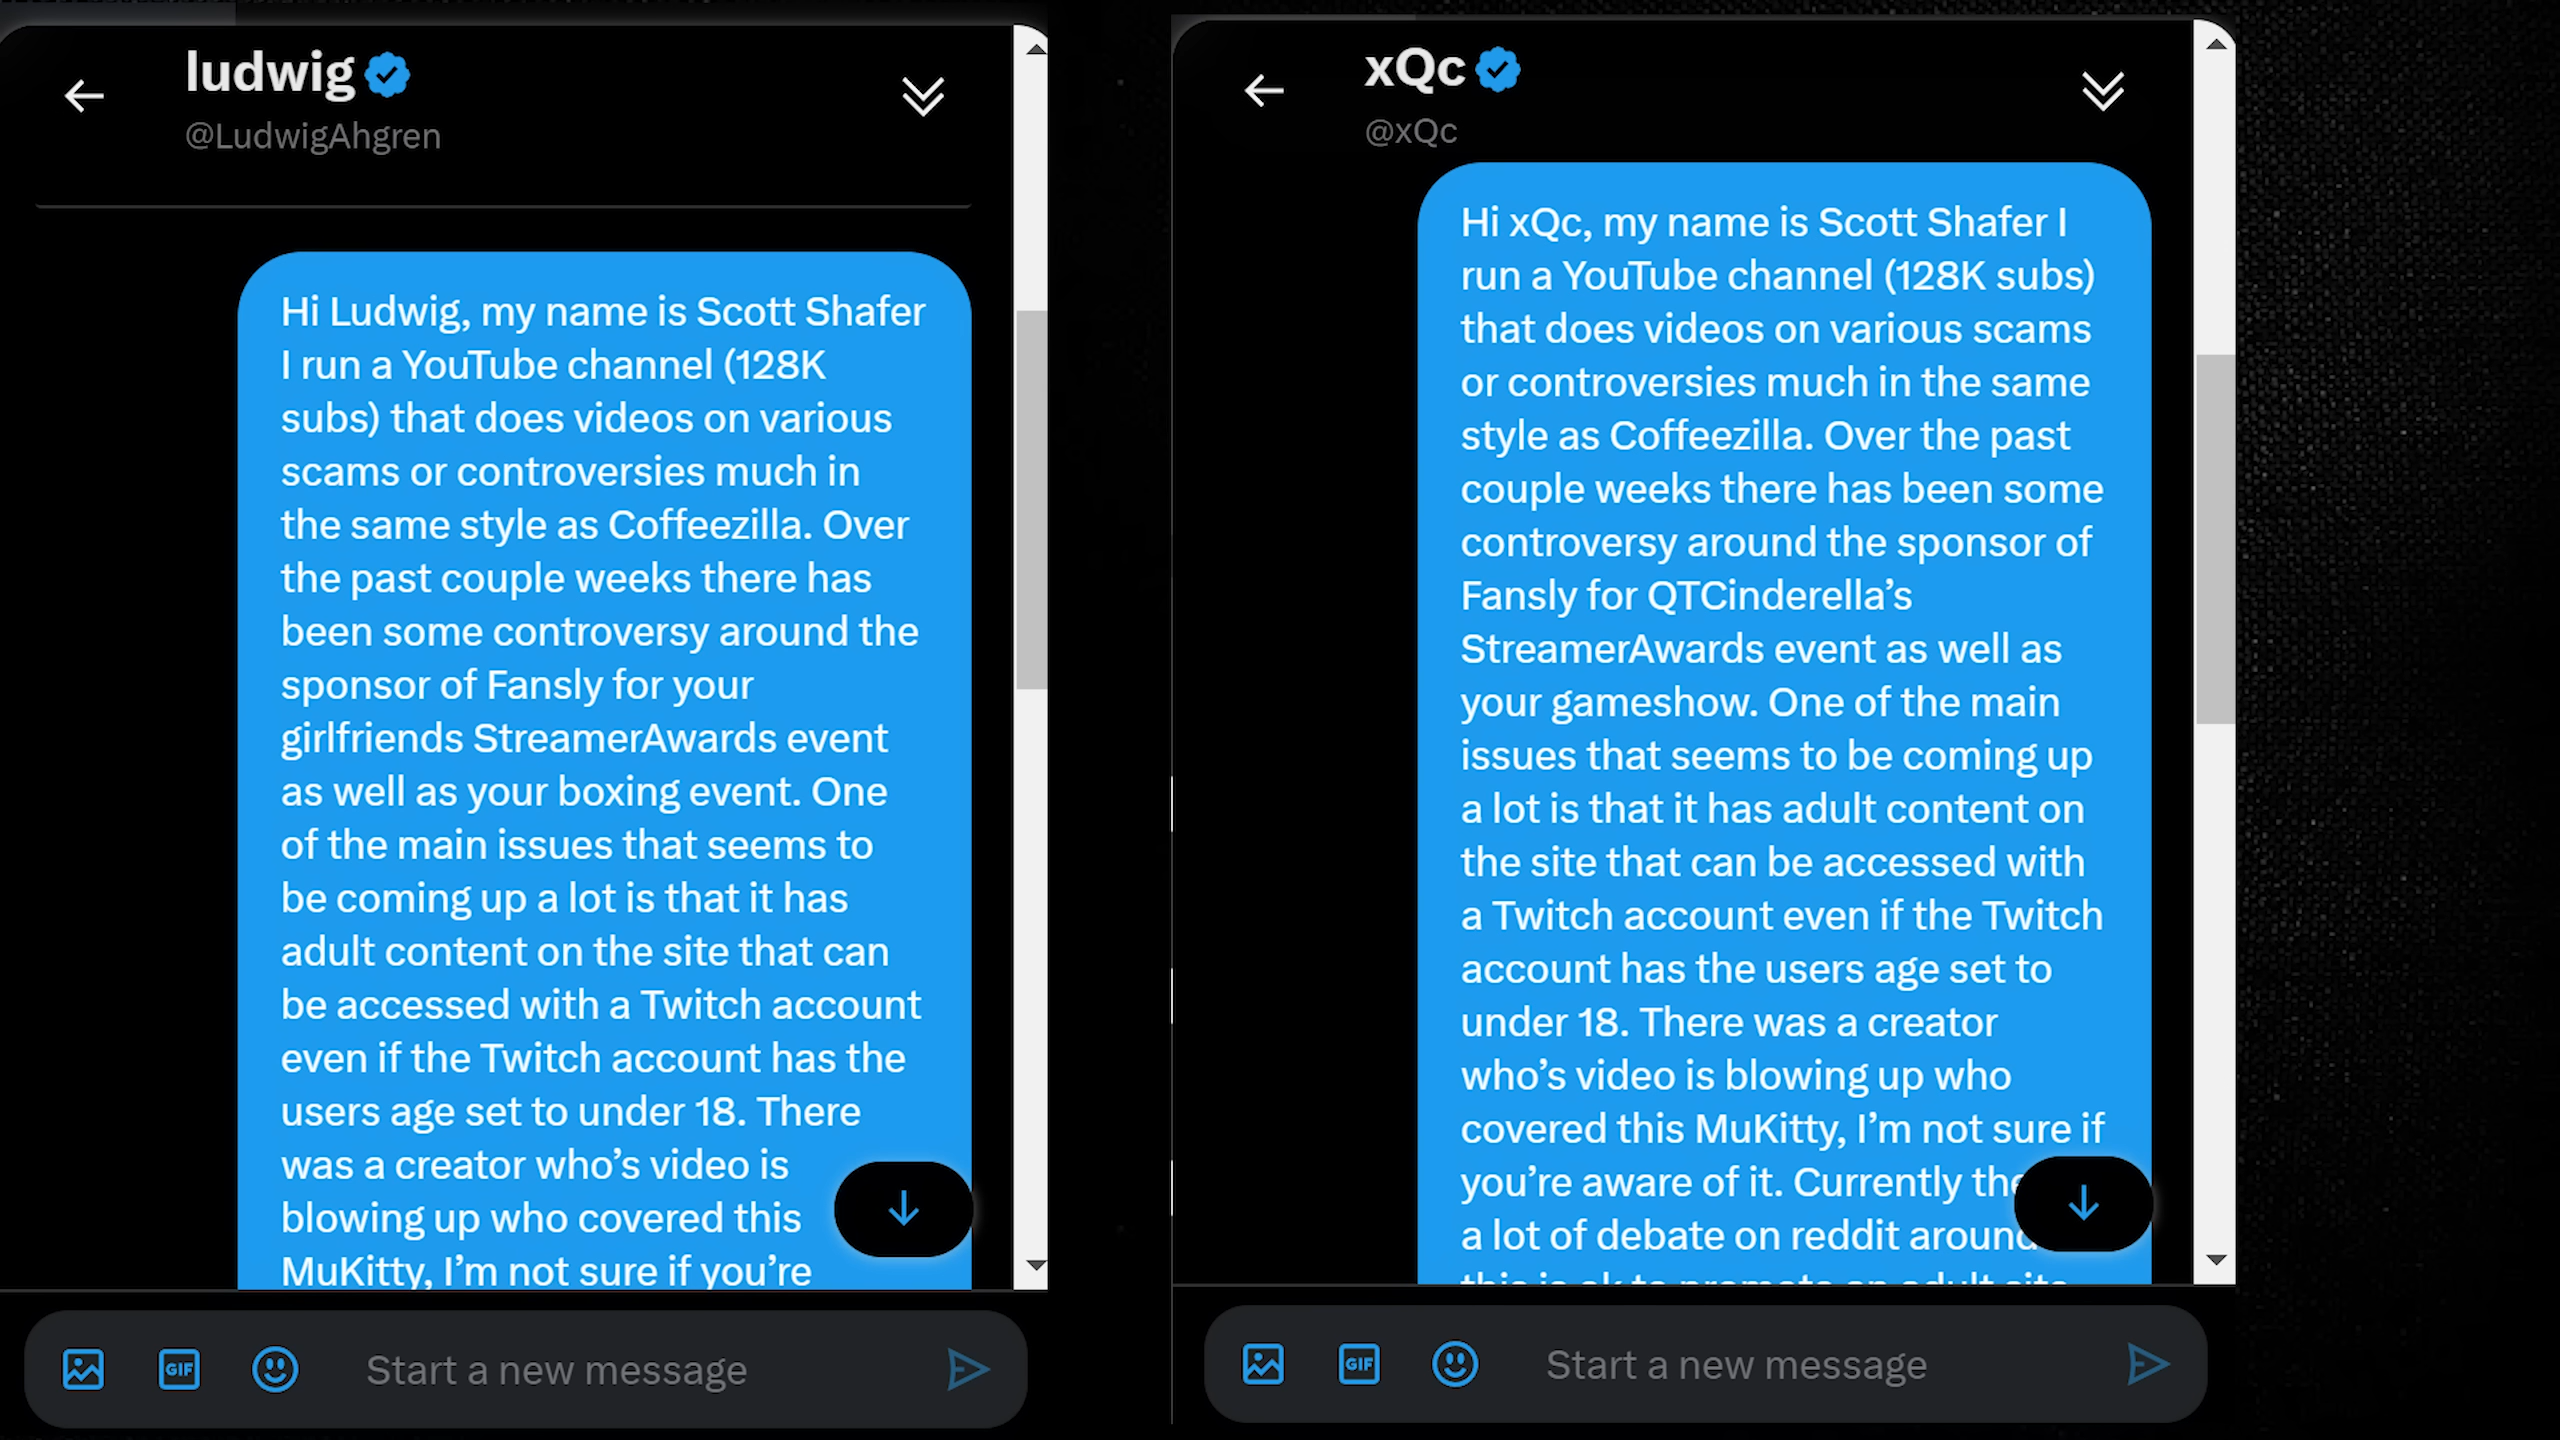 ludwig
@LudwigAhgren
Hi Ludwig, my name is Scott Shafer
I run a YouTube channel (128K
subs) that does videos on various
scams or controversies much in
the same style as Coffeezilla. Over
the past couple weeks there has
been some controversy around the
sponsor of Fansly for your
girlfriends StreamerAwards event
as well as your boxing event. One
of the main issues that seems to
be coming up a lot is that it has
adult content on the site that can
be accessed with a Twitch account
even if the Twitch account has the
users age set to under 18. There
was a creator who’s video is
blowing up who covered this
MuKitty, I’m not sure if you’re
GIF
Start a new message
xQc
@xQc
Hi xQc, my name is Scott Shafer I
run a YouTube channel (128K subs)
that does videos on various scams
or controversies much in the same
style as Coffeezilla. Over the past
couple weeks there has been some
controversy around the sponsor of
Fansly for QTCinderella’s
StreamerAwards event as well as
your gameshow. One of the main
issues that seems to be coming up
a lot is that it has adult content on
the site that can be accessed with
a Twitch account even if the Twitch
account has the users age set to
under 18. There was a creator
who’s video is blowing up who
covered this MuKitty, I’m not sure if
you’re aware of it. Currently
a lot of debate on reddit around
this is ok to promote an adult site
GIF
Start a new message